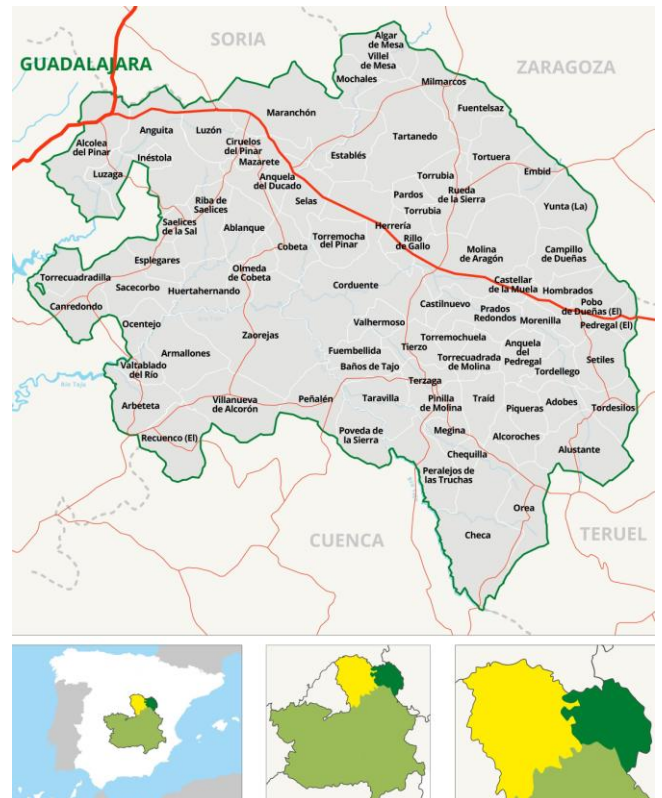 SORIA
GUADALAJARA
ZARAGOZA
Algar
de Mesa
Villel
de Mesa
Mochales
Milmarcos
Fuentelsaz
Maranchón
Anguita
Luzón
Tartanedo
Alcolea
del Pinar
Ciruelos
del Pinar
Establés
Tortuera
Inéstola
Mazarete
Luzaga
Anquela
del Ducado
Torrubia
Embid
Riba de
Saelices
Selas
Pardos
Rueda
de la Sierra
Yunta (La)
Torrubia
Saelices
de la Sal
Ablanque
Herrería
Torremocha
del Pinar
Rillo
de Gallo
Cobeta
Molina
de Aragón
Campillo
de Dueñas
Esplegares
Olmeda
de Cobeta
Torrecuadradilla
Sacecorbo
Huertahernando
Corduente
Castellar
de la Muela
Hombrados
Canredondo
Castilnuevo
Prados
Redondos
Pobo
de Dueñas (El)
Ocentejo
Valhermoso
Morenilla
Pedregal (El)
Zaorejas
Torremochuela
Armallones
Fuembellida
Tierzo
Anquela
del
Pedregal
Setiles
Valtablado
del Río
Baños de Tajo
Torrecuadrada
de Molina
Tordellego
Río Tajo
Terzaga
Arbeteta
Villanueva
de Alcorón
Peñalén
Taravilla
Pinilla
de Molina
Traíd
Piqueras
Adobes
Tordesilos
Recuenco (El)
Poveda de
la Sierra
Megina
Alcoroches
Chequilla
Alustante
Peralejos de
las Truchas
Orea
Checa
CUENCA
TERUEL